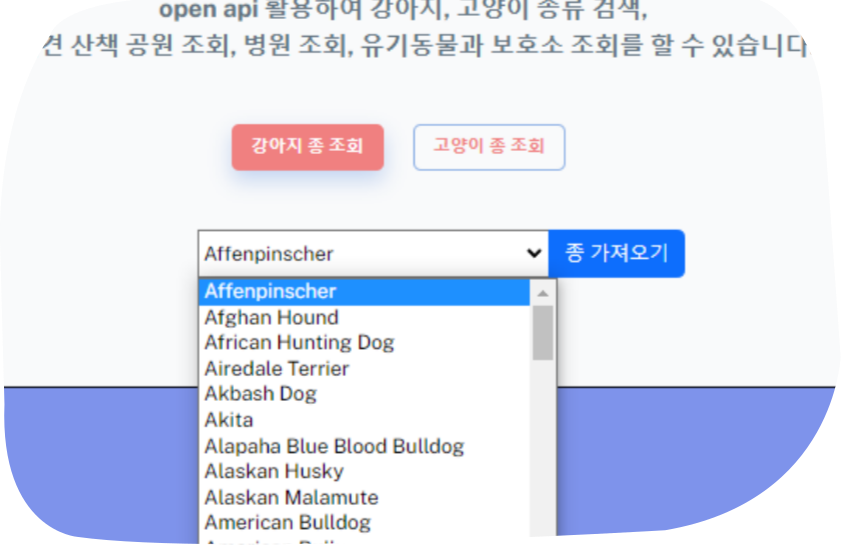 open api 활용하여 강아지, 고양이 종류 검색,
견 산책 공원 조회, 병원 조회, 유기동물과 보호소 조회를 할 수 있습니다
강아지 종 조회
고양이 종 조회
Affenpinscher
종 가져오기
Affenpinscher
Afghan Hound
African Hunting Dog
Airedale Terrier
Akbash Dog
Akita
Alapaha Blue Blood Bulldog
Alaskan Husky
Alaskan Malamute
American Bulldog